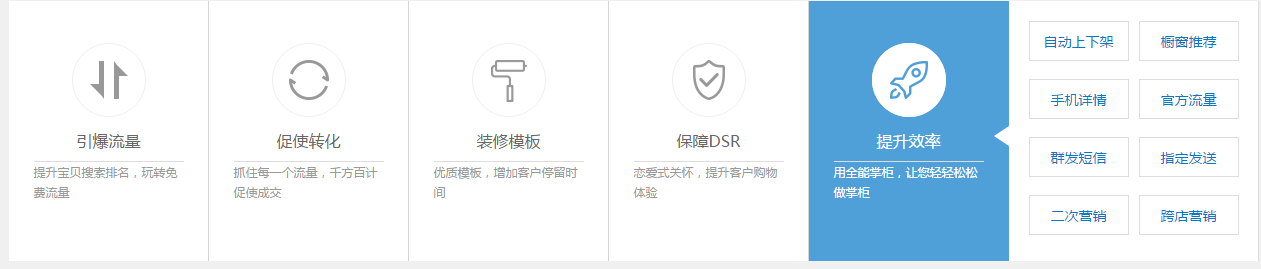 引爆流量
提升宝贝搜索排名，玩转免
费流量
促使转化
抓住每一个流量，千方百计
促使成交
装修模板
优质模板，增加客户停留时
间
保障DSR
恋爱式关怀，提升客户购物
体验
提升效率
用全能掌柜，让您轻轻松松
做掌柜
自动上下架
橱窗推荐
手机详情
官方流量
群发短信
指定发送
二次营销
跨店营销